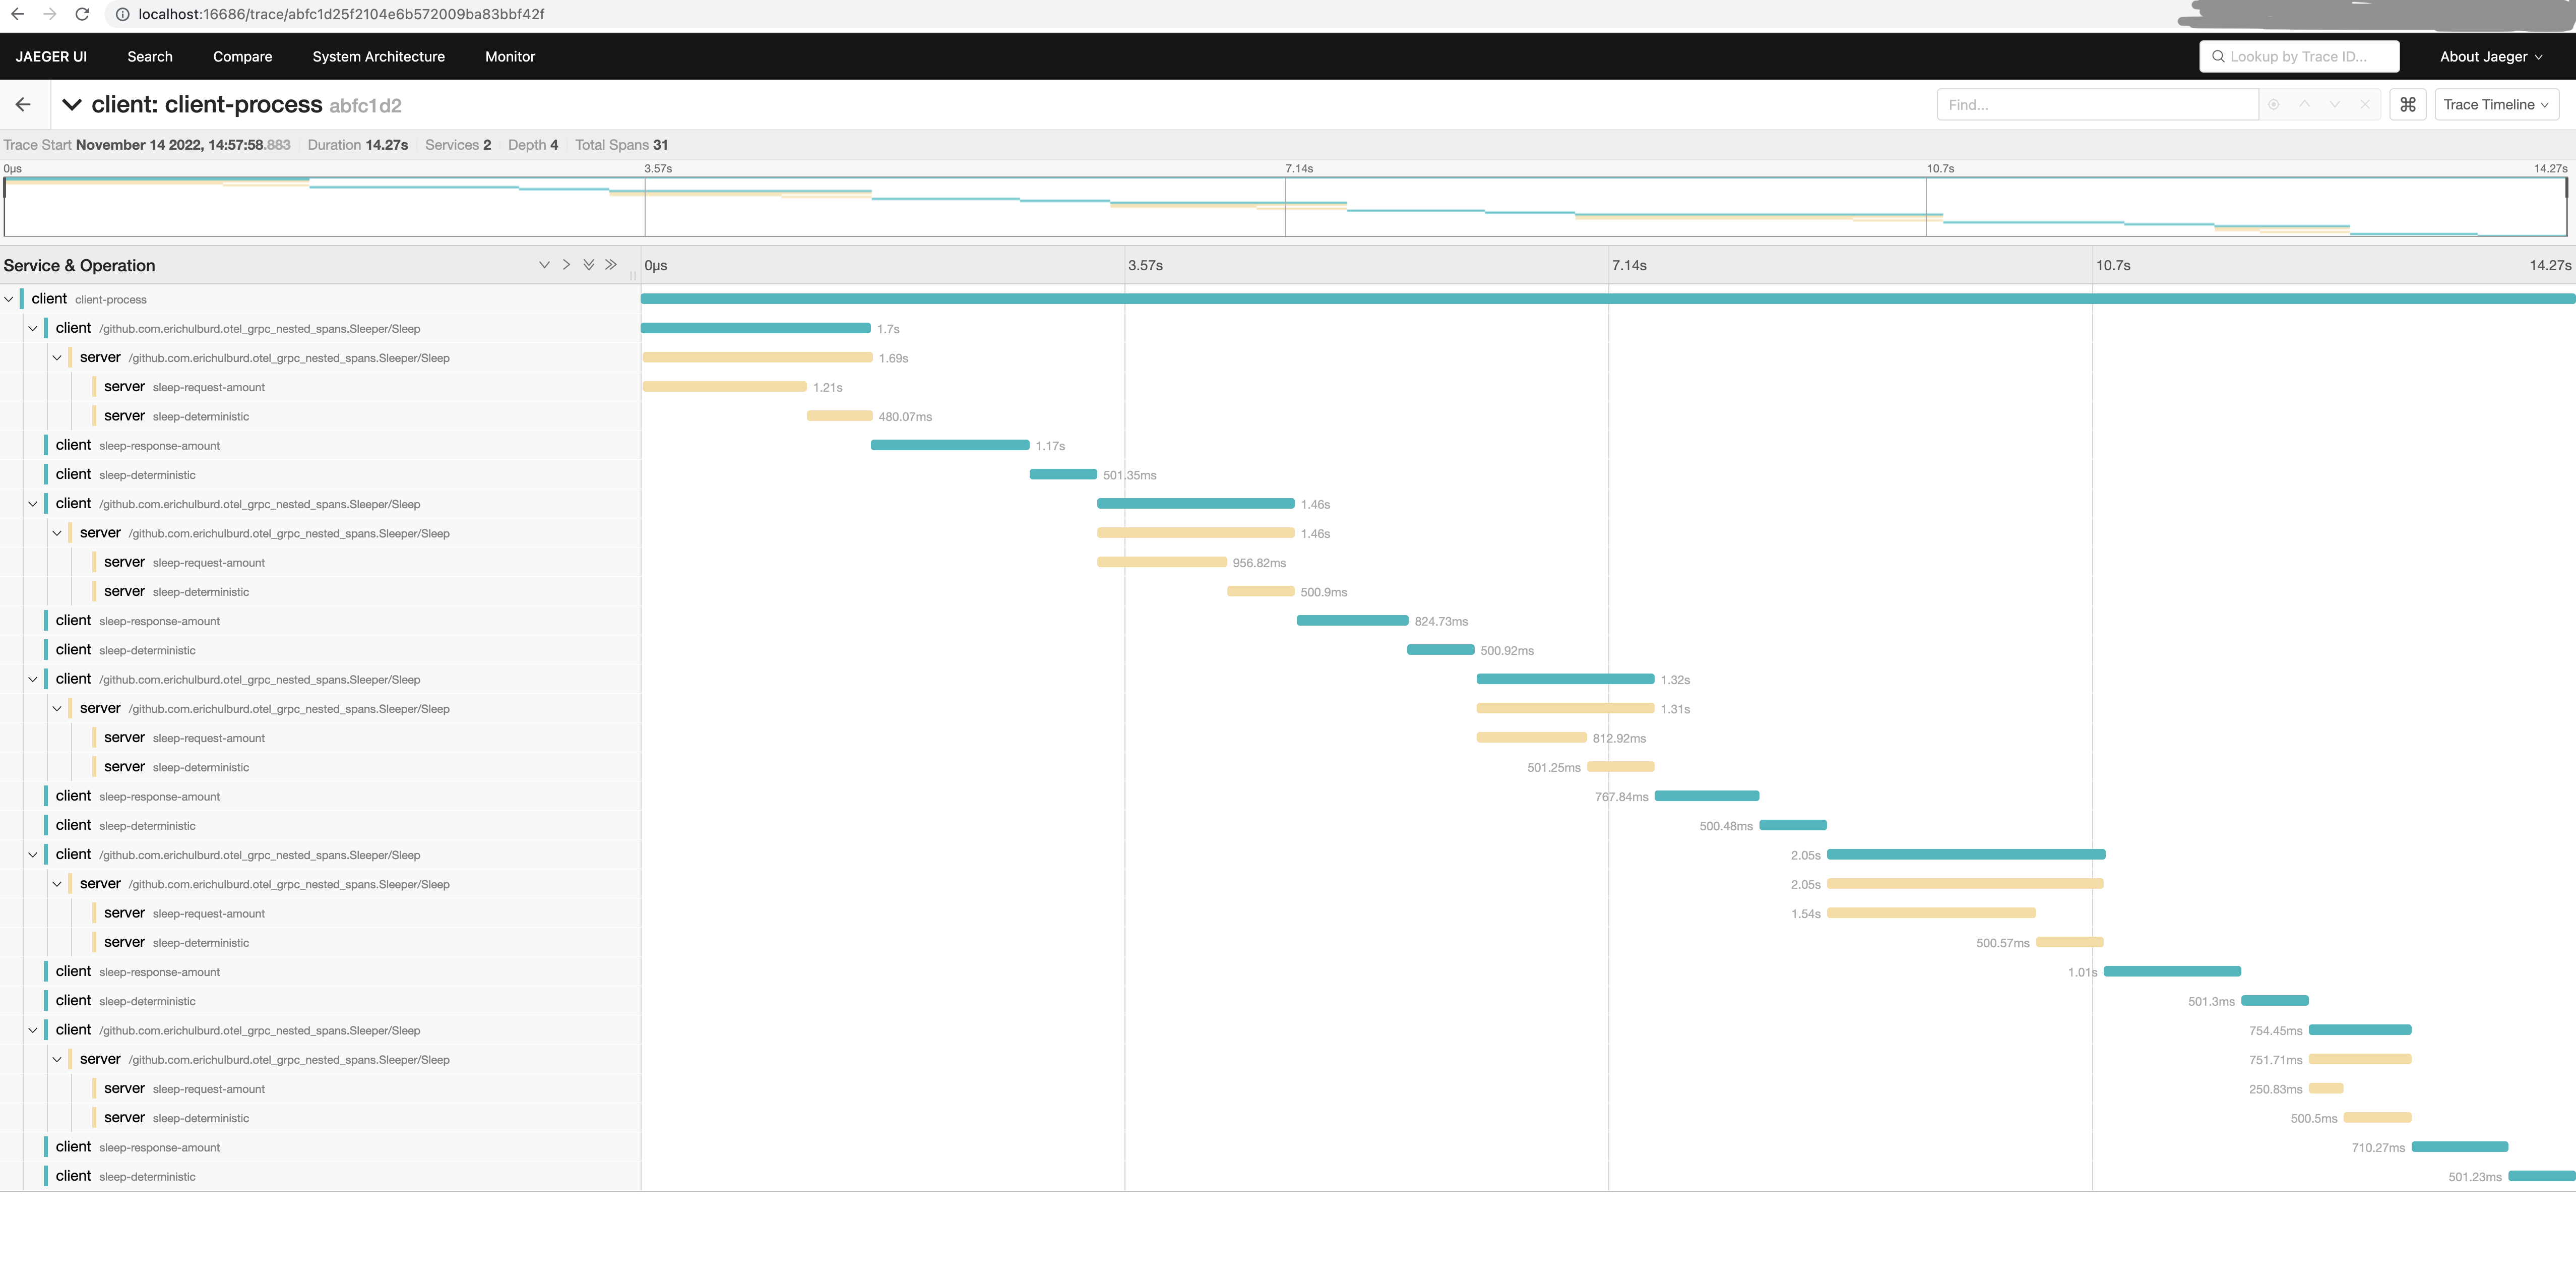 localhost:16686/trace/abfc1d25f2104e6b572009ba83bbf42f
JAEGER UI Search Compare System Architecture Monitor Lookup by Trace ID... About Jaeger
client: client-process abfc1d2 Find... ⌘ Trace Timeline
Trace Start November 14 2022, 14:57:58.883 Duration 14.27s Services 2 Depth 4 Total Spans 31
0μs 3.57s 7.14s 10.7s 14.27s
Service & Operation 0μs 3.57s 7.14s 10.7s 14.27s
client client-process
client /github.com.erichulburd.otel_grpc_nested_spans.Sleeper/Sleep 1.7s
server /github.com.erichulburd.otel_grpc_nested_spans.Sleeper/Sleep 1.69s
server sleep-request-amount 1.21s
server sleep-deterministic 480.07ms
client sleep-response-amount 1.17s
client sleep-deterministic 501.35ms
client /github.com.erichulburd.otel_grpc_nested_spans.Sleeper/Sleep 1.46s
server /github.com.erichulburd.otel_grpc_nested_spans.Sleeper/Sleep 1.46s
server sleep-request-amount 956.82ms
server sleep-deterministic 500.9ms
client sleep-response-amount 824.73ms
client sleep-deterministic 500.92ms
client /github.com.erichulburd.otel_grpc_nested_spans.Sleeper/Sleep 1.32s
server /github.com.erichulburd.otel_grpc_nested_spans.Sleeper/Sleep 1.31s
server sleep-request-amount 812.92ms
server sleep-deterministic 501.25ms
client sleep-response-amount 767.84ms
client sleep-deterministic 500.48ms
client /github.com.erichulburd.otel_grpc_nested_spans.Sleeper/Sleep 2.05s
server /github.com.erichulburd.otel_grpc_nested_spans.Sleeper/Sleep 2.05s
server sleep-request-amount 1.54s
server sleep-deterministic 500.57ms
client sleep-response-amount 1.01s
client sleep-deterministic 501.3ms
client /github.com.erichulburd.otel_grpc_nested_spans.Sleeper/Sleep 754.45ms
server /github.com.erichulburd.otel_grpc_nested_spans.Sleeper/Sleep 751.71ms
server sleep-request-amount 250.83ms
server sleep-deterministic 500.5ms
client sleep-response-amount 710.27ms
client sleep-deterministic 501.23ms